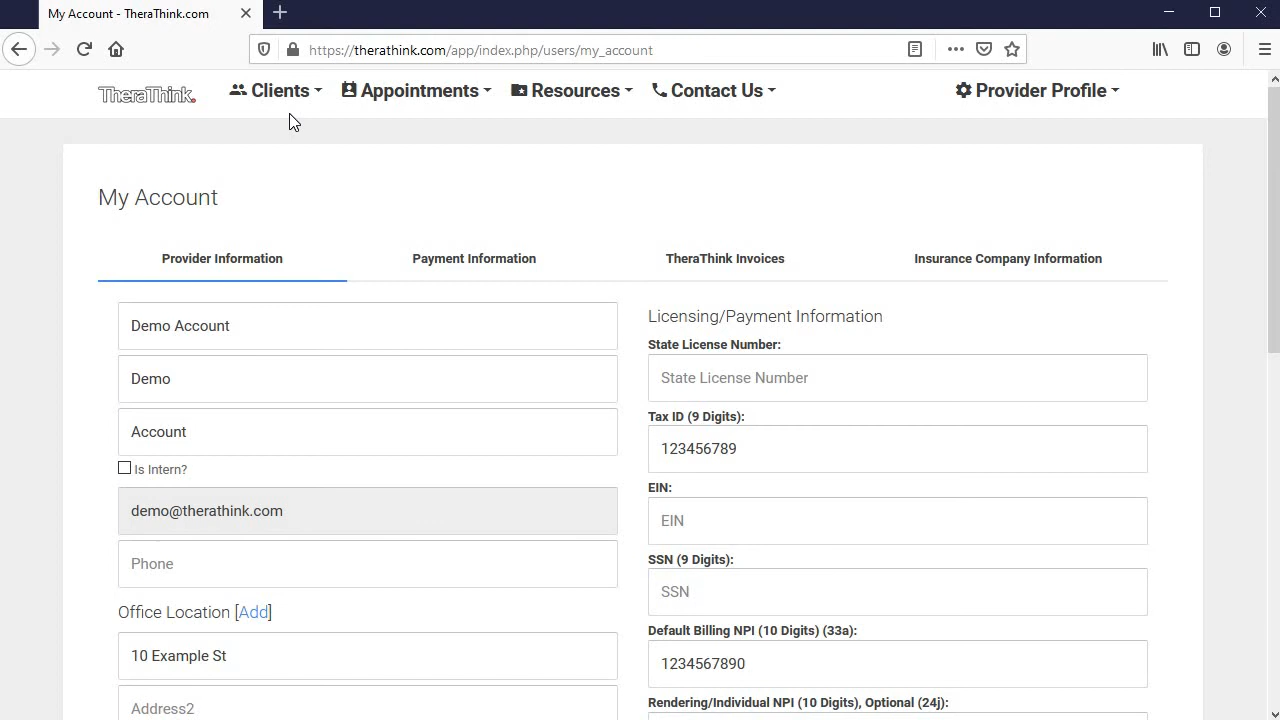 My Account - TheraThink.com
https://therathink.com/app/index.php/users/my_account
TheraThink.
Clients
Appointments
Resources
Contact Us
Provider Profile
My Account
Provider Information
Payment Information
TheraThink Invoices
Insurance Company Information
Demo Account
Demo
Account
Is Intern?
demo@therathink.com
Phone
Office Location [Add]
10 Example St
Address2
Licensing/Payment Information
State License Number:
State License Number
Tax ID (9 Digits):
123456789
EIN:
EIN
SSN (9 Digits):
SSN
Default Billing NPI (10 Digits) (33a):
1234567890
Rendering/Individual NPI (10 Digits), Optional (24j):